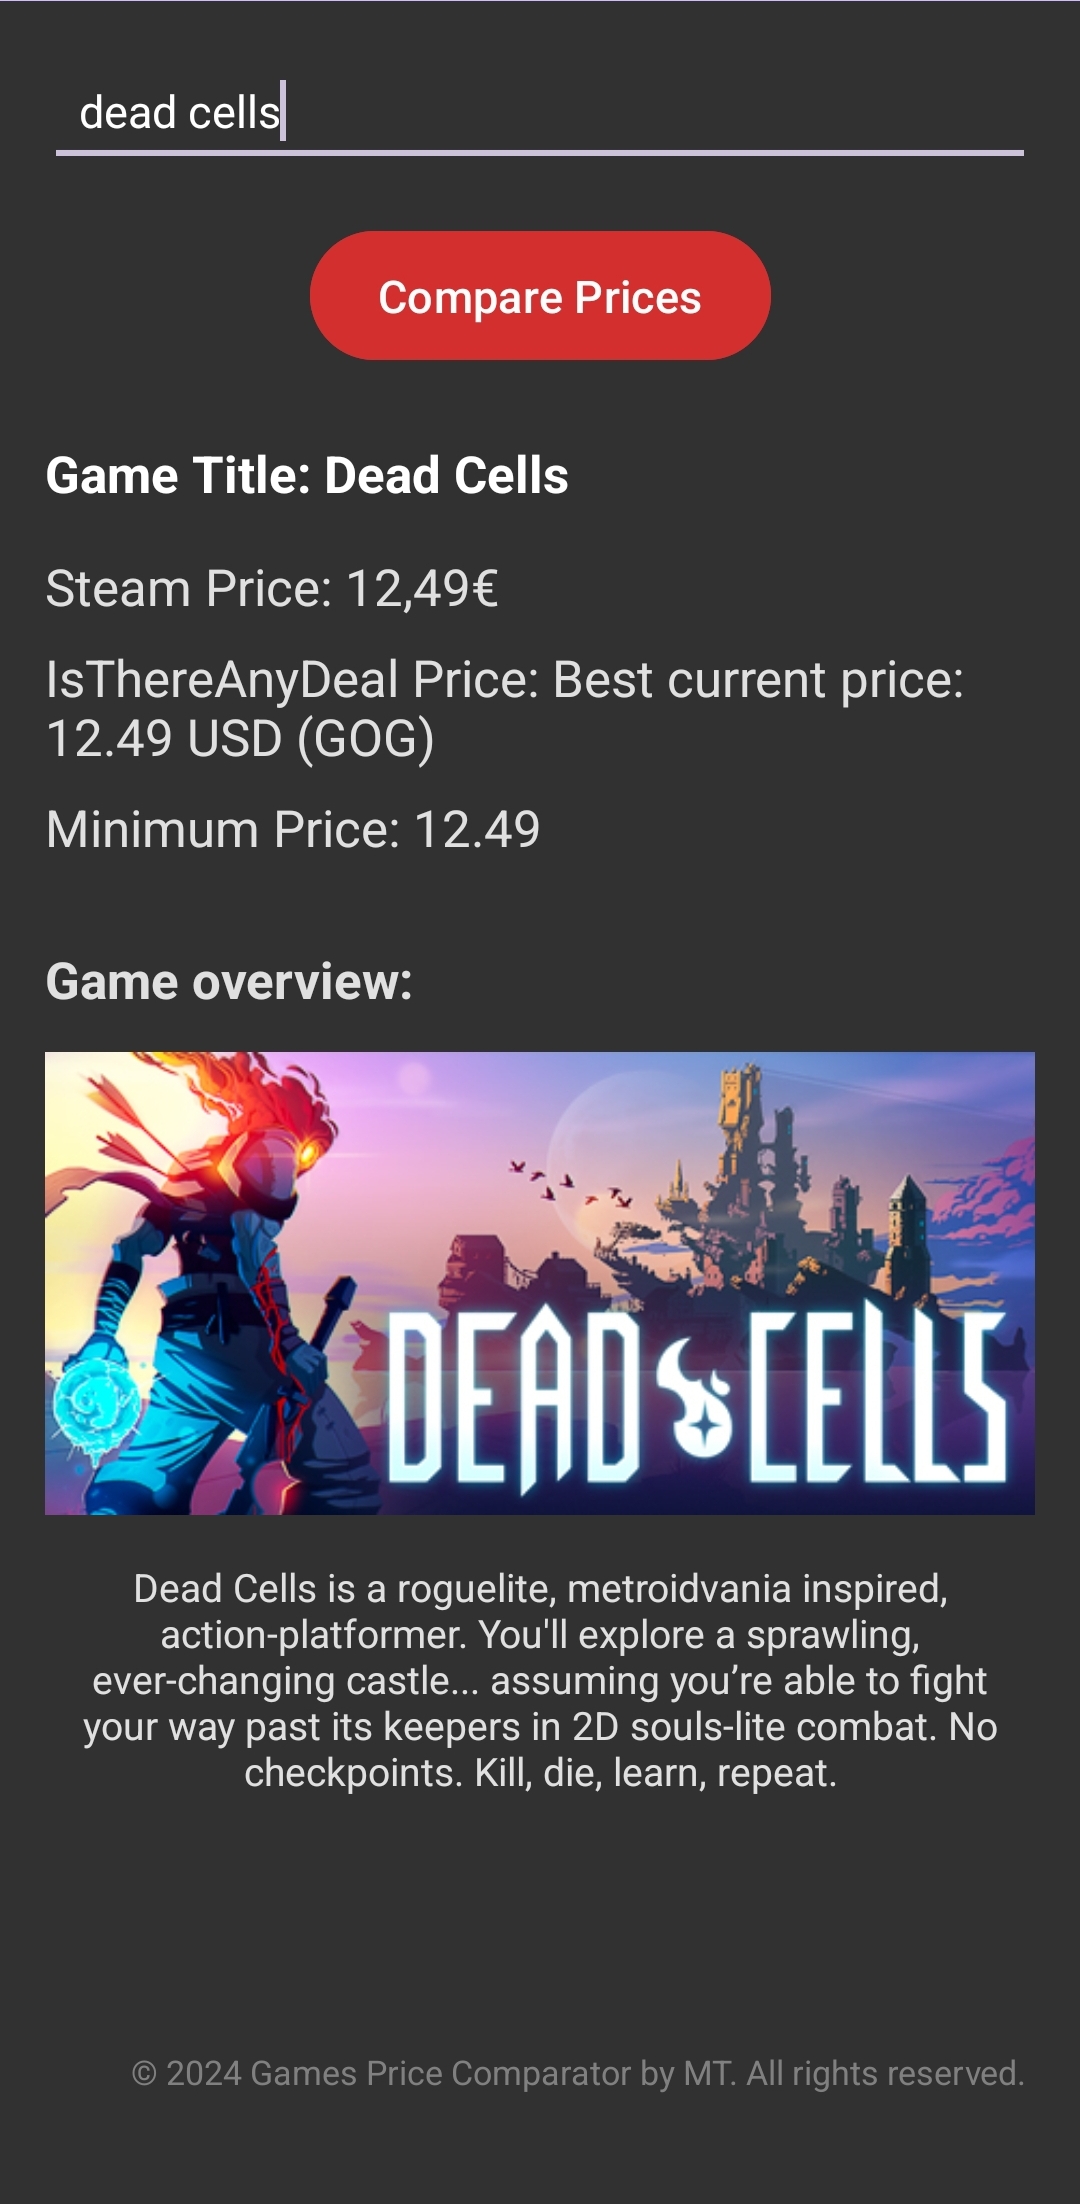 dead cells
Compare Prices
Game Title: Dead Cells
Steam Price: 12,49€
IsThereAnyDeal Price: Best current price:
12.49 USD (GOG)
Minimum Price: 12.49
Game overview:
DEAD CELLS
Dead Cells is a roguelite, metroidvania inspired,
action-platformer. You'll explore a sprawling,
ever-changing castle... assuming you’re able to fight
your way past its keepers in 2D souls-lite combat. No
checkpoints. Kill, die, learn, repeat.
© 2024 Games Price Comparator by MT. All rights reserved.